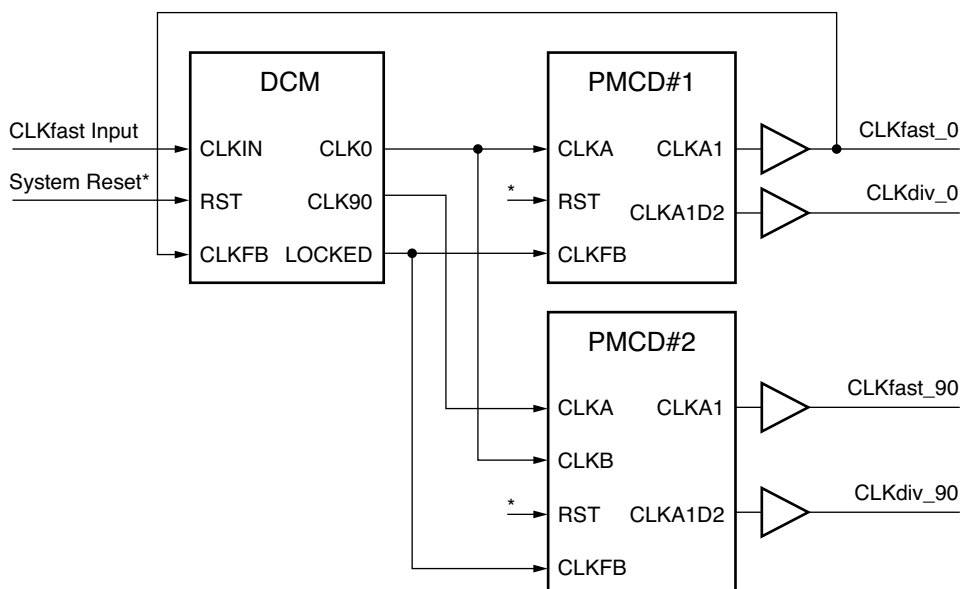 DCM
CLKfast Input
CLKIN
CLK0
System Reset*
RST
CLK90
CLKFB
LOCKED
PMCD#1
CLKA
CLKA1
*
RST
CLKA1D2
CLKFB
CLKfast_0
CLKdiv_0
PMCD#2
CLKA
CLKA1
CLKB
*
RST
CLKA1D2
CLKFB
CLKfast_90
CLKdiv_90